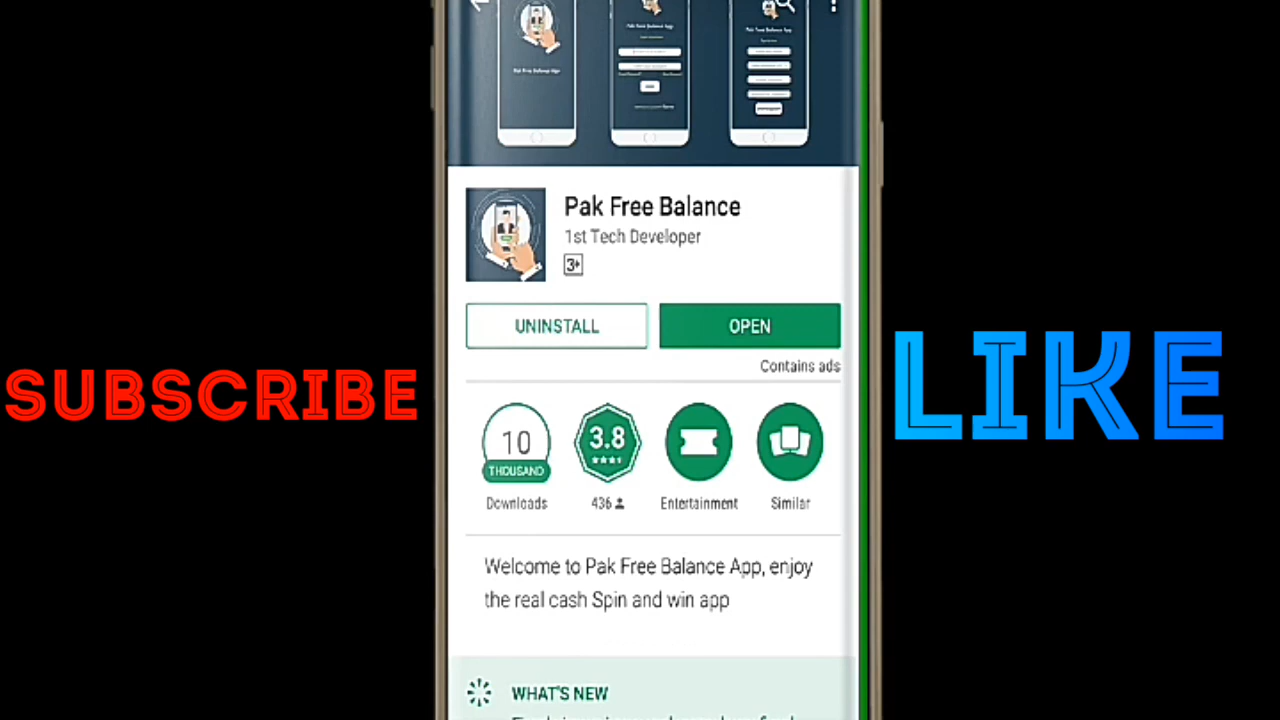 Pak Free Balance
1st Tech Developer
3+
UNINSTALL
OPEN
Contains ads
SUBSCRIBE
LIKE
10
THOUSAND
3.8
Downloads
436
Entertainment
Similar
Welcome to Pak Free Balance App, enjoy
the real cash Spin and win app
WHAT'S NEW